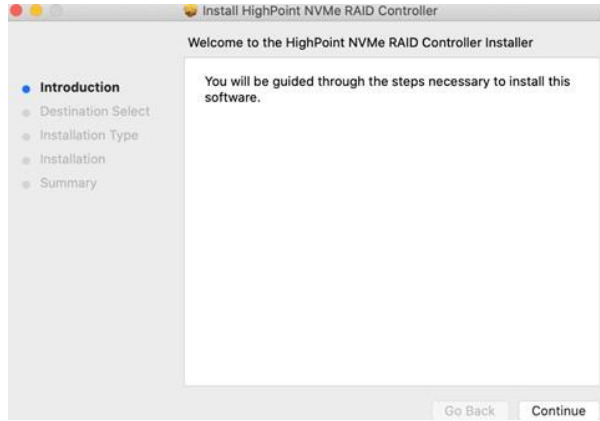 Install HighPoint NVMe RAID Controller
Welcome to the HighPoint NVMe RAID Controller Installer
Introduction
Destination Select
Installation Type
Installation
Summary
You will be guided through the steps necessary to install this
software.
Go Back
Continue